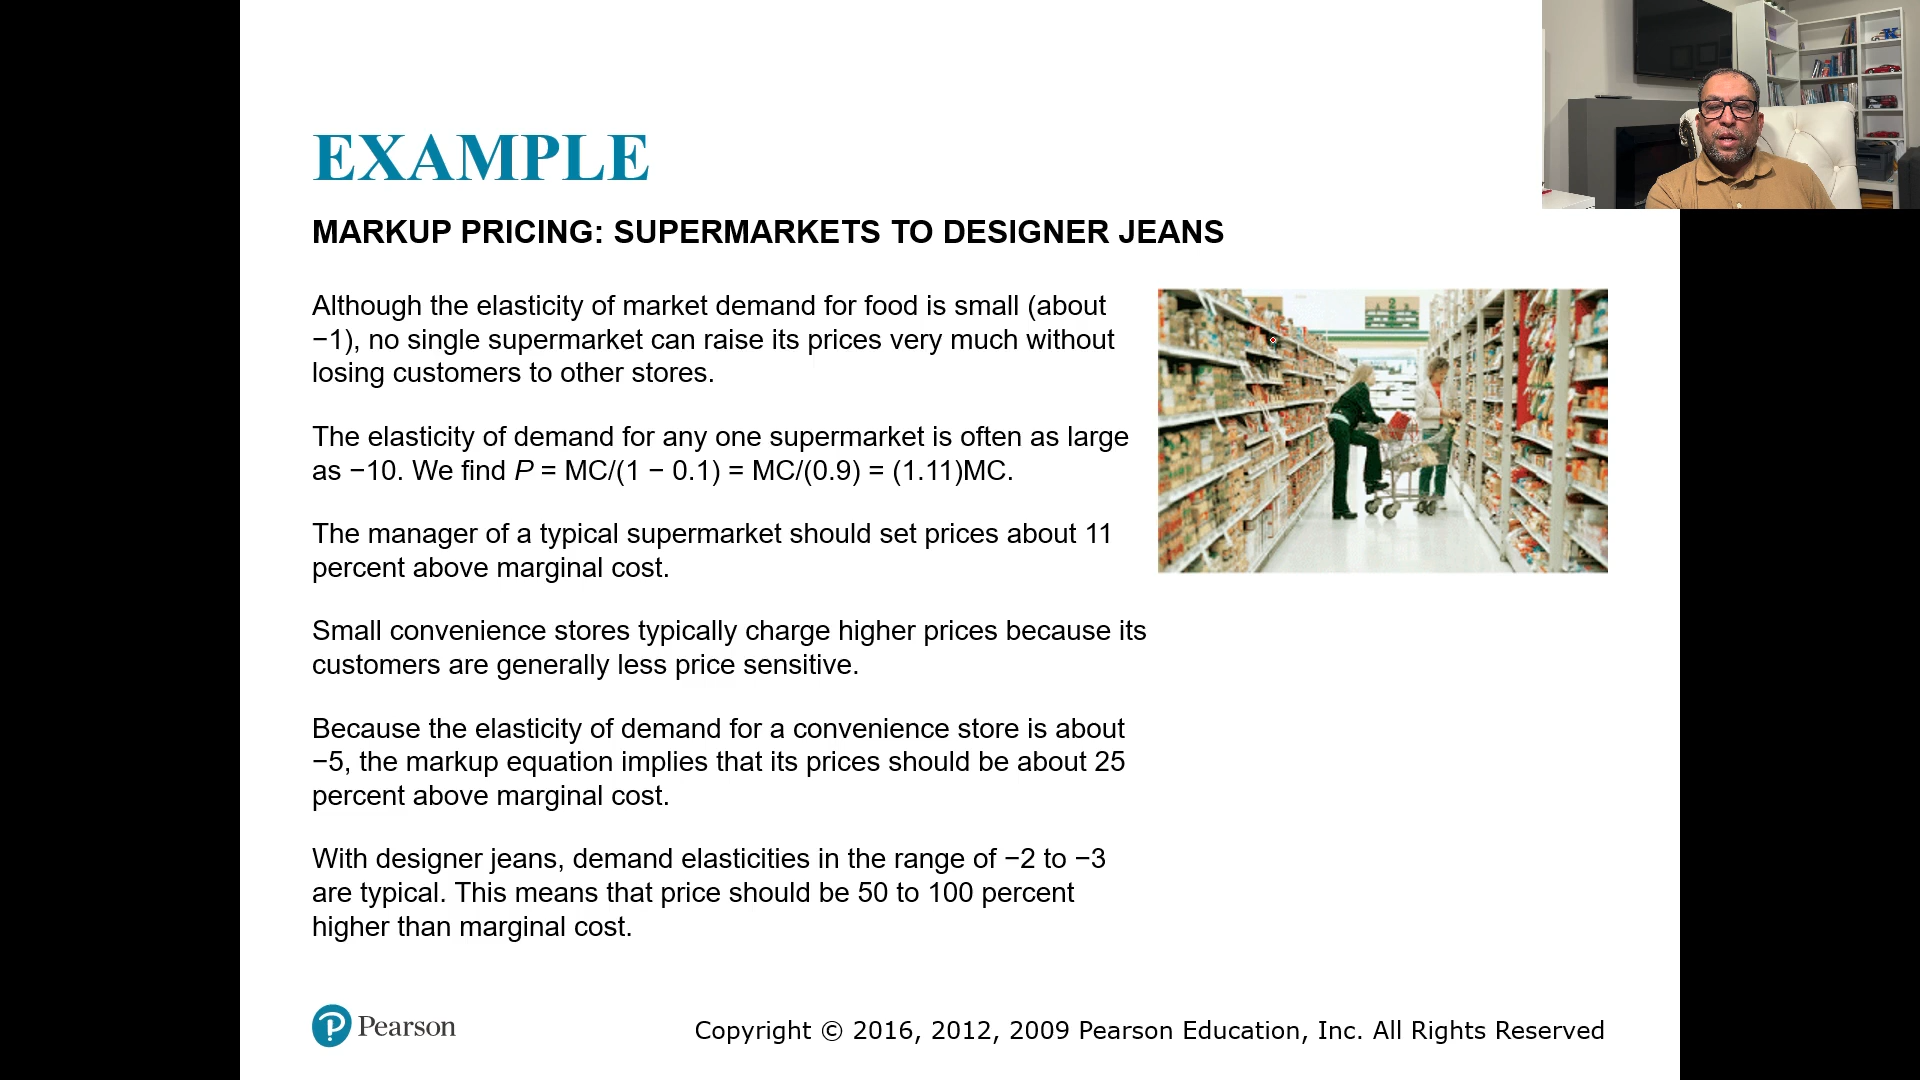 EXAMPLE
MARKUP PRICING: SUPERMARKETS TO DESIGNER JEANS
Although the elasticity of market demand for food is small (about
−1), no single supermarket can raise its prices very much without
losing customers to other stores.
The elasticity of demand for any one supermarket is often as large
as −10. We find P = MC/(1 − 0.1) = MC/(0.9) = (1.11)MC.
The manager of a typical supermarket should set prices about 11
percent above marginal cost.
Small convenience stores typically charge higher prices because its
customers are generally less price sensitive.
Because the elasticity of demand for a convenience store is about
−5, the markup equation implies that its prices should be about 25
percent above marginal cost.
With designer jeans, demand elasticities in the range of −2 to −3
are typical. This means that price should be 50 to 100 percent
higher than marginal cost.
2
Pearson
Copyright © 2016, 2012, 2009 Pearson Education, Inc. All Rights Reserved